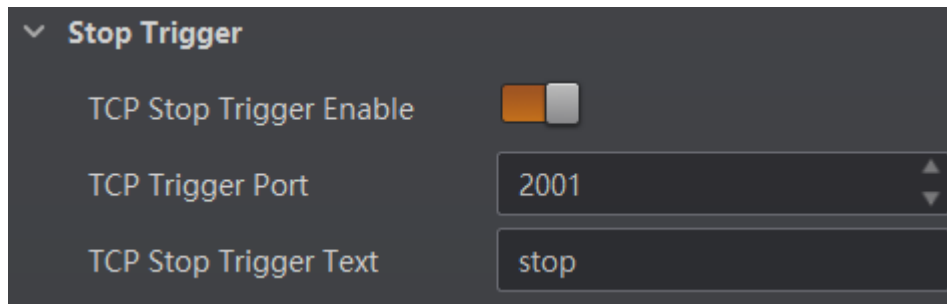 Stop Trigger
TCP Stop Trigger Enable
TCP Trigger Port 2001
TCP Stop Trigger Text stop